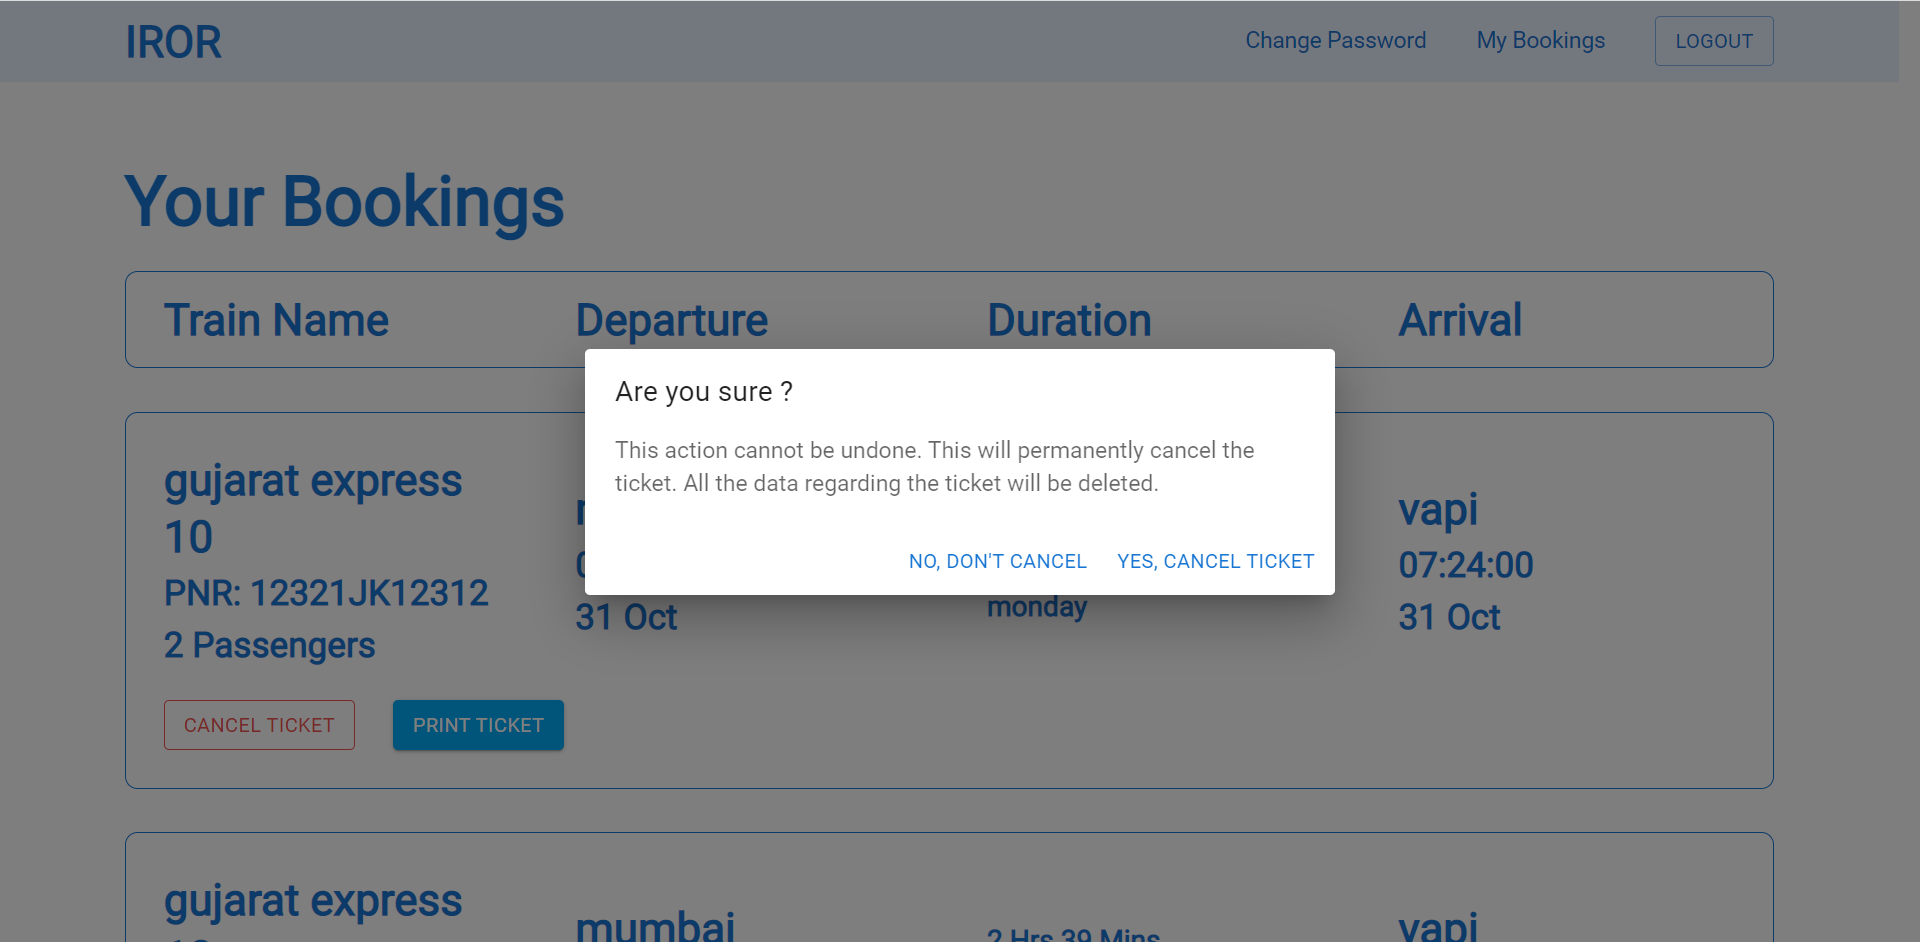 IROR
Change Password
My Bookings
LOGOUT
Your Bookings
Train Name
Departure
Duration
Arrival
Are you sure ?
This action cannot be undone. This will permanently cancel the
ticket. All the data regarding the ticket will be deleted.
NO, DON'T CANCEL
YES, CANCEL TICKET
gujarat express
10
PNR: 12321JK12312
2 Passengers
31 Oct
monday
vapi
07:24:00
31 Oct
CANCEL TICKET
PRINT TICKET
gujarat express
mumbai
2 Hrs 39 Mins
vapi